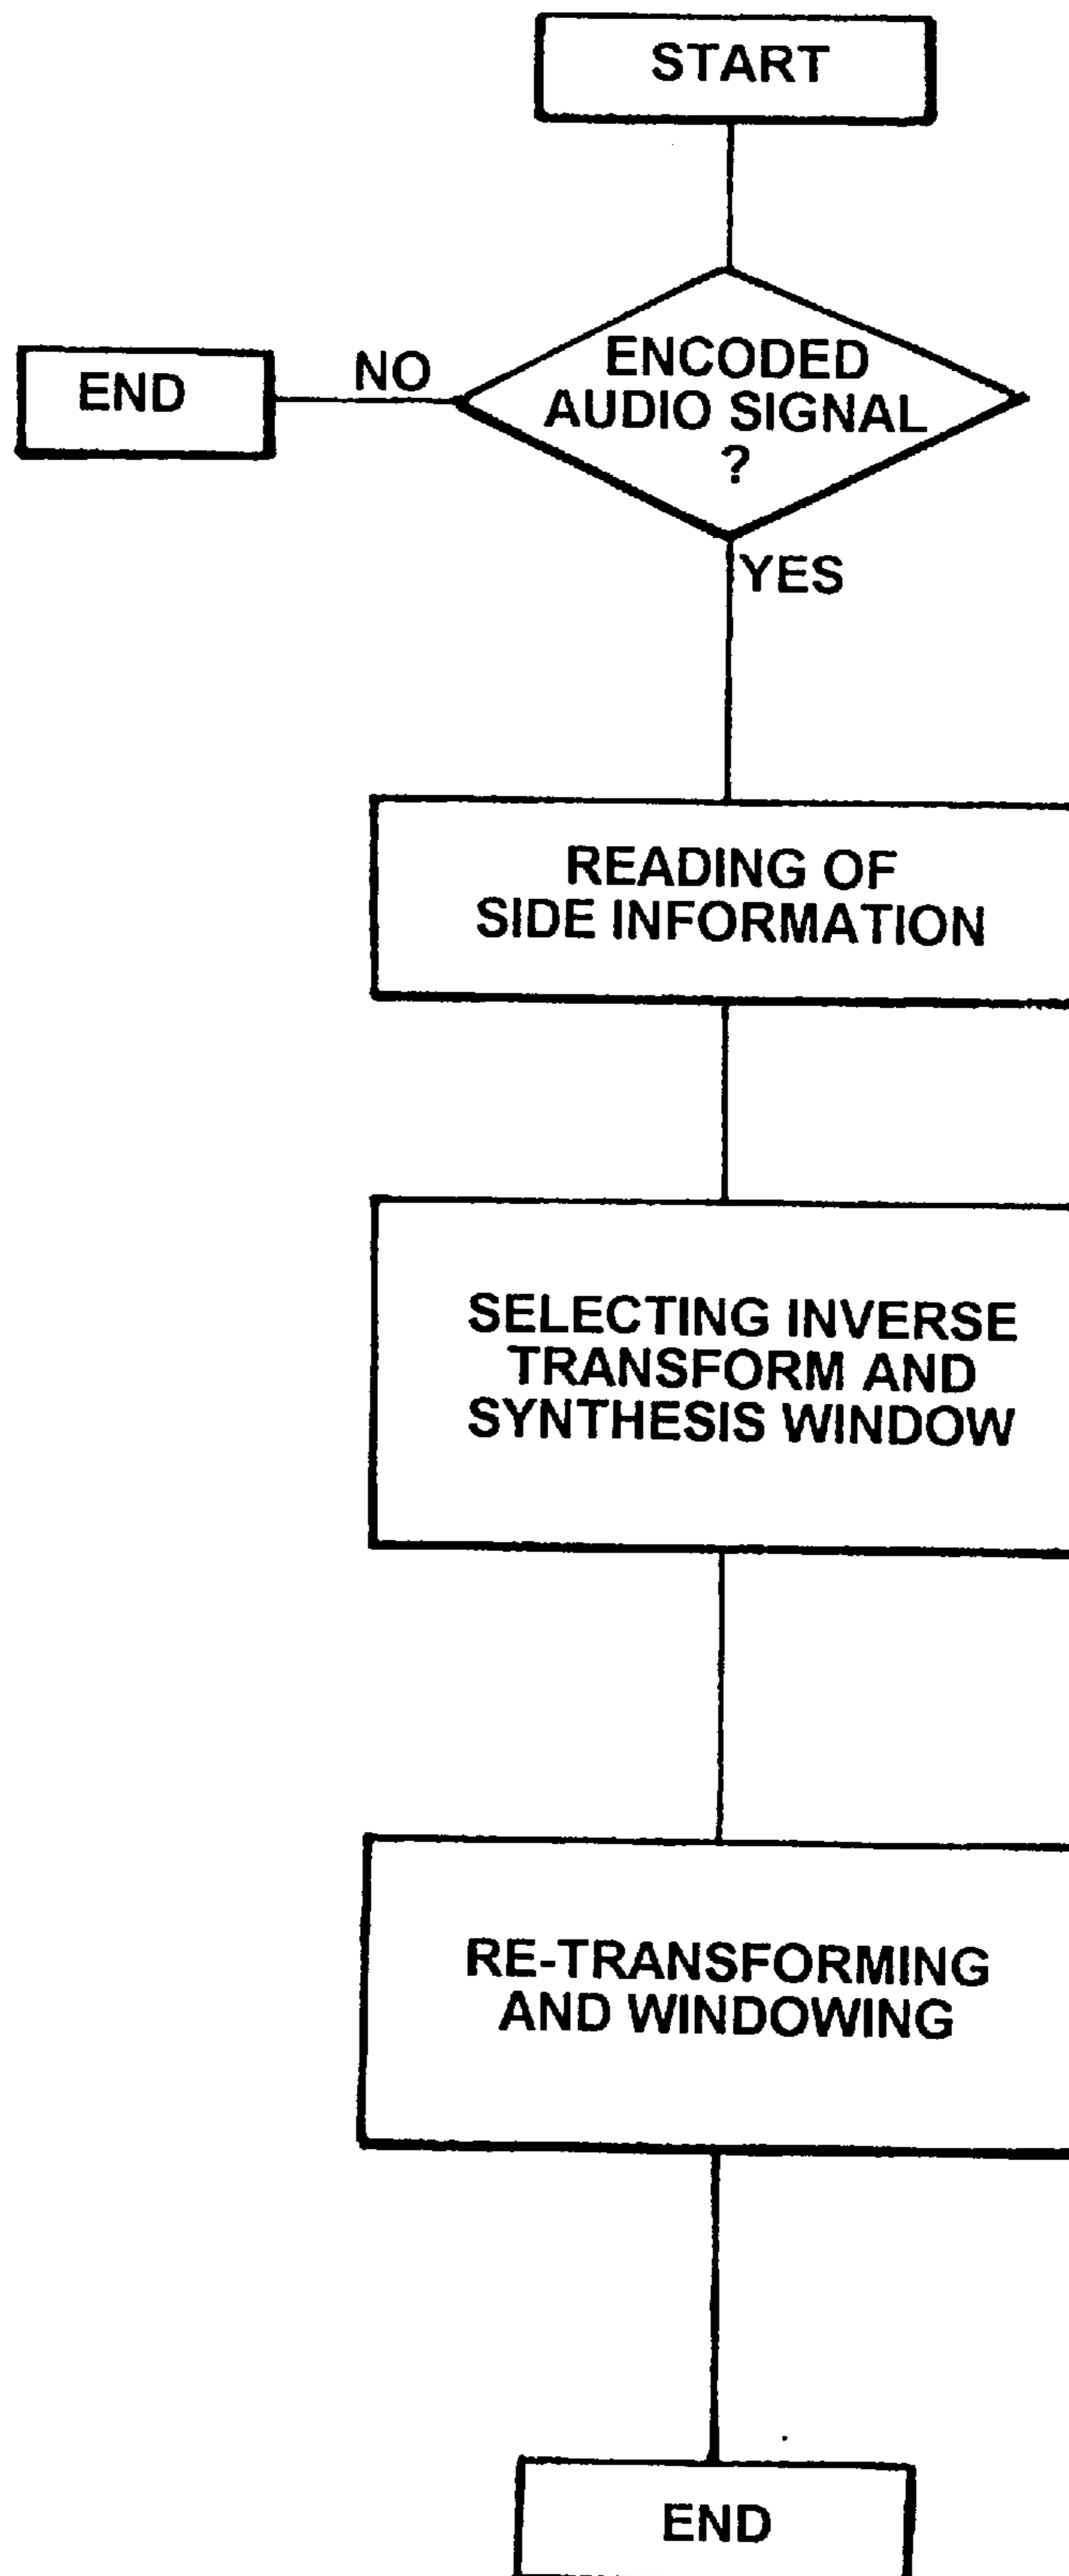 START
ENCODED
AUDIO SIGNAL
?
NO
END
YES
READING OF
SIDE INFORMATION
SELECTING INVERSE
TRANSFORM AND
SYNTHESIS WINDOW
RE-TRANSFORMING
AND WINDOWING
END